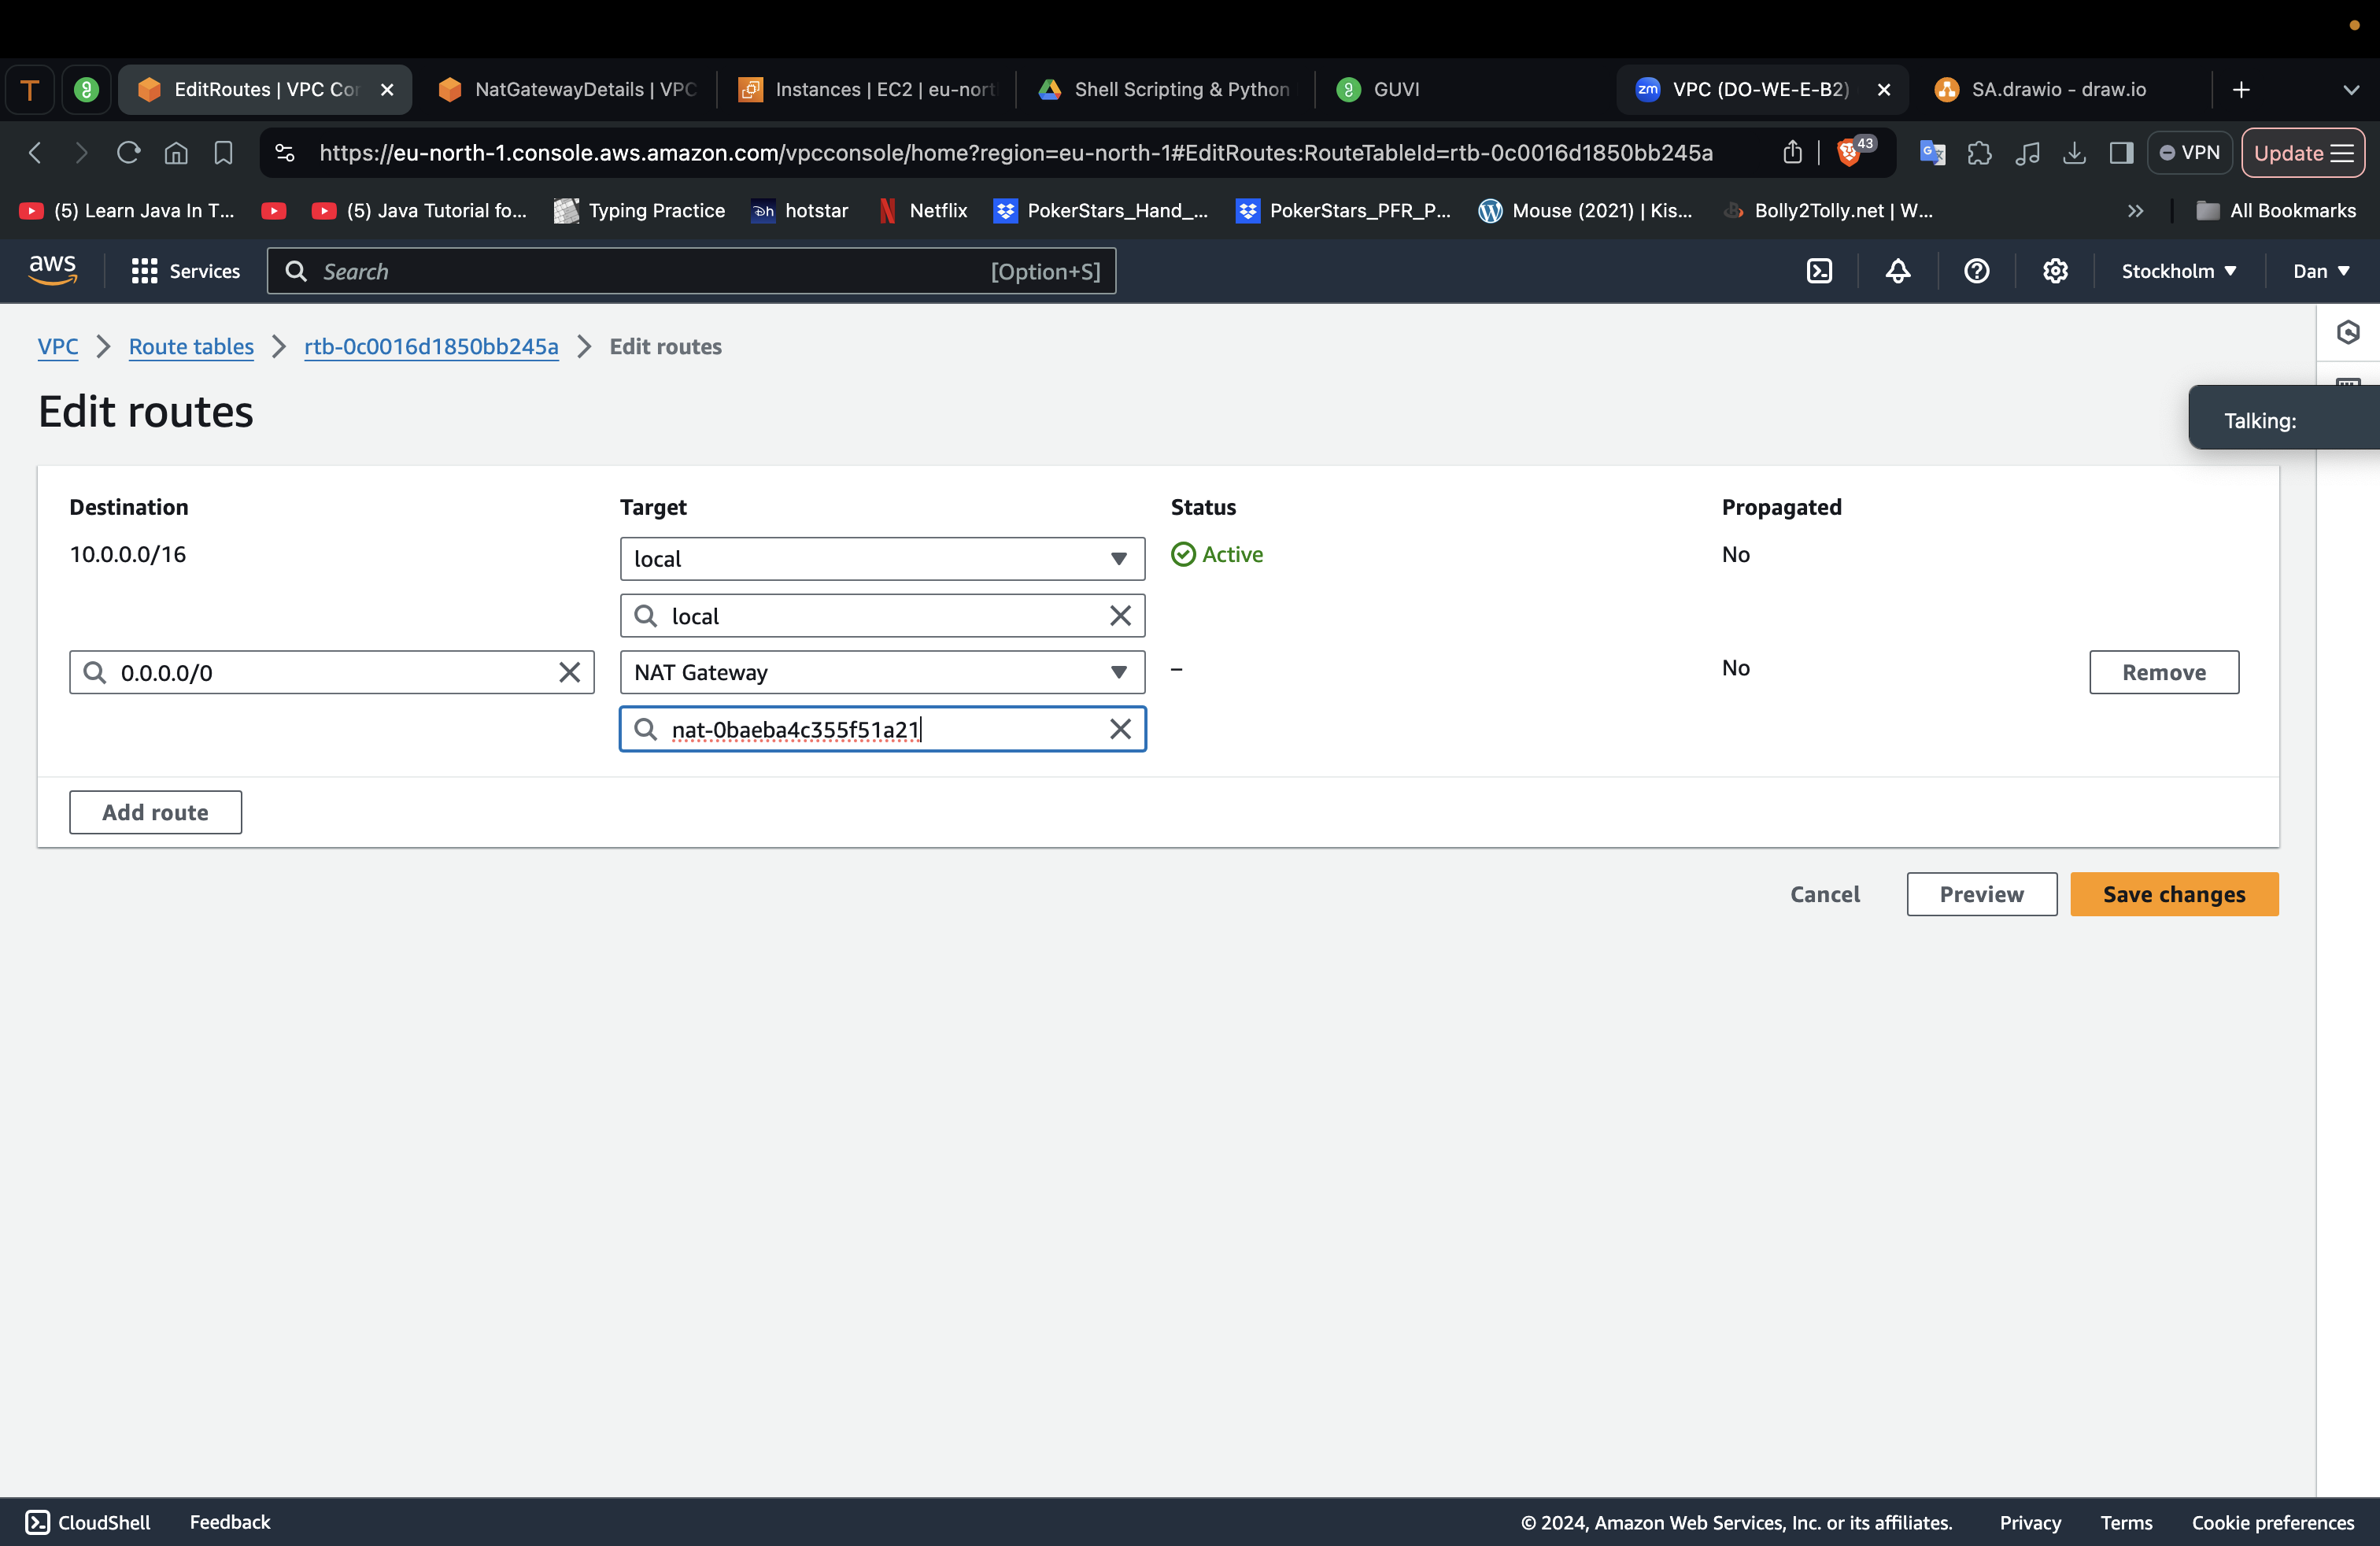 EditRoutes | VPC Con
NatGatewayDetails | VPC
Instances | EC2 | eu-nort
Shell Scripting & Python
GUVI
zm VPC (DO-WE-E-B2)
SA.drawio - draw.io
https://eu-north-1.console.aws.amazon.com/vpcconsole/home?region=eu-north-1#EditRoutes:RouteTableId=rtb-0c0016d1850bb245a
43
VPN
Update
(5) Learn Java In T...
(5) Java Tutorial fo...
Typing Practice
hotstar
Netflix
PokerStars_Hand_...
PokerStars_PFR_P...
Mouse (2021) | Kis...
Bolly2Tolly.net | W...
All Bookmarks
aws
Services
Search
[Option+S]
Stockholm
Dan
VPC
Route tables
rtb-0c0016d1850bb245a
Edit routes
Edit routes
Talking:
Destination Target Status Propagated
10.0.0.0/16 local Active No
local
0.0.0.0/0 NAT Gateway – No Remove
nat-0baeba4c355f51a21
Add route
Cancel Preview Save changes
CloudShell Feedback © 2024, Amazon Web Services, Inc. or its affiliates. Privacy Terms Cookie preferences